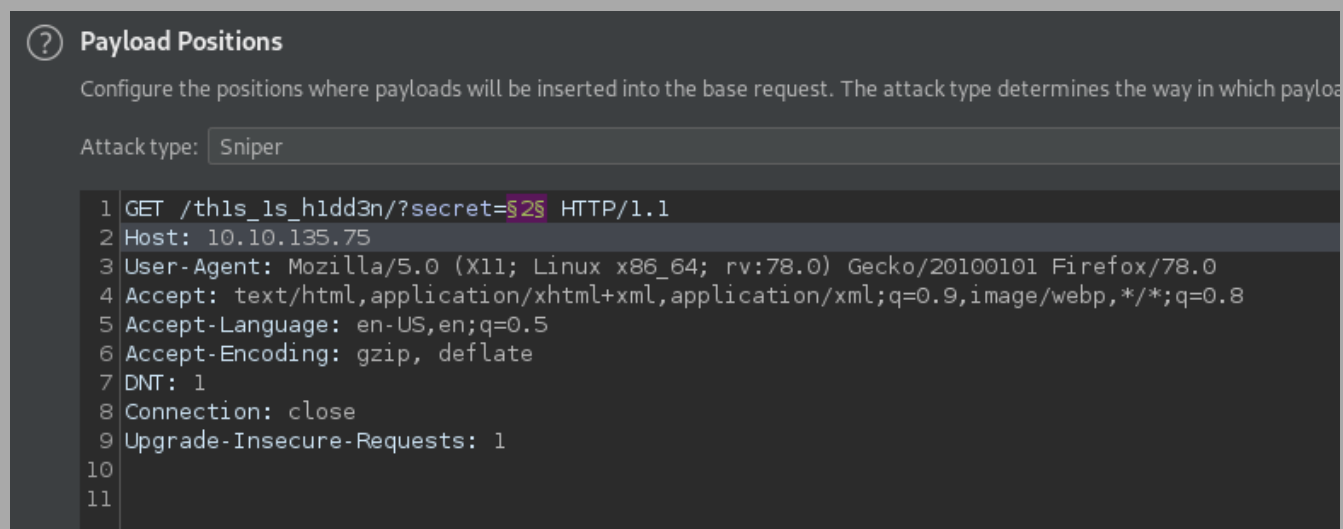 Payload Positions
Configure the positions where payloads will be inserted into the base request. The attack type determines the way in which
Attack type: Sniper
1 GET /th1s_1s_h1dd3n/?secret=§2§ HTTP/1.1
2 Host: 10.10.135.75
3 User-Agent: Mozilla/5.0 (X11; Linux x86_64; rv:78.0) Gecko/20100101 Firefox/78.0
4 Accept: text/html,application/xhtml+xml,application/xml;q=0.9,image/webp,*/*;q=0.8
5 Accept-Language: en-US,en;q=0.5
6 Accept-Encoding: gzip, deflate
7 DNT: 1
8 Connection: close
9 Upgrade-Insecure-Requests: 1
10
11